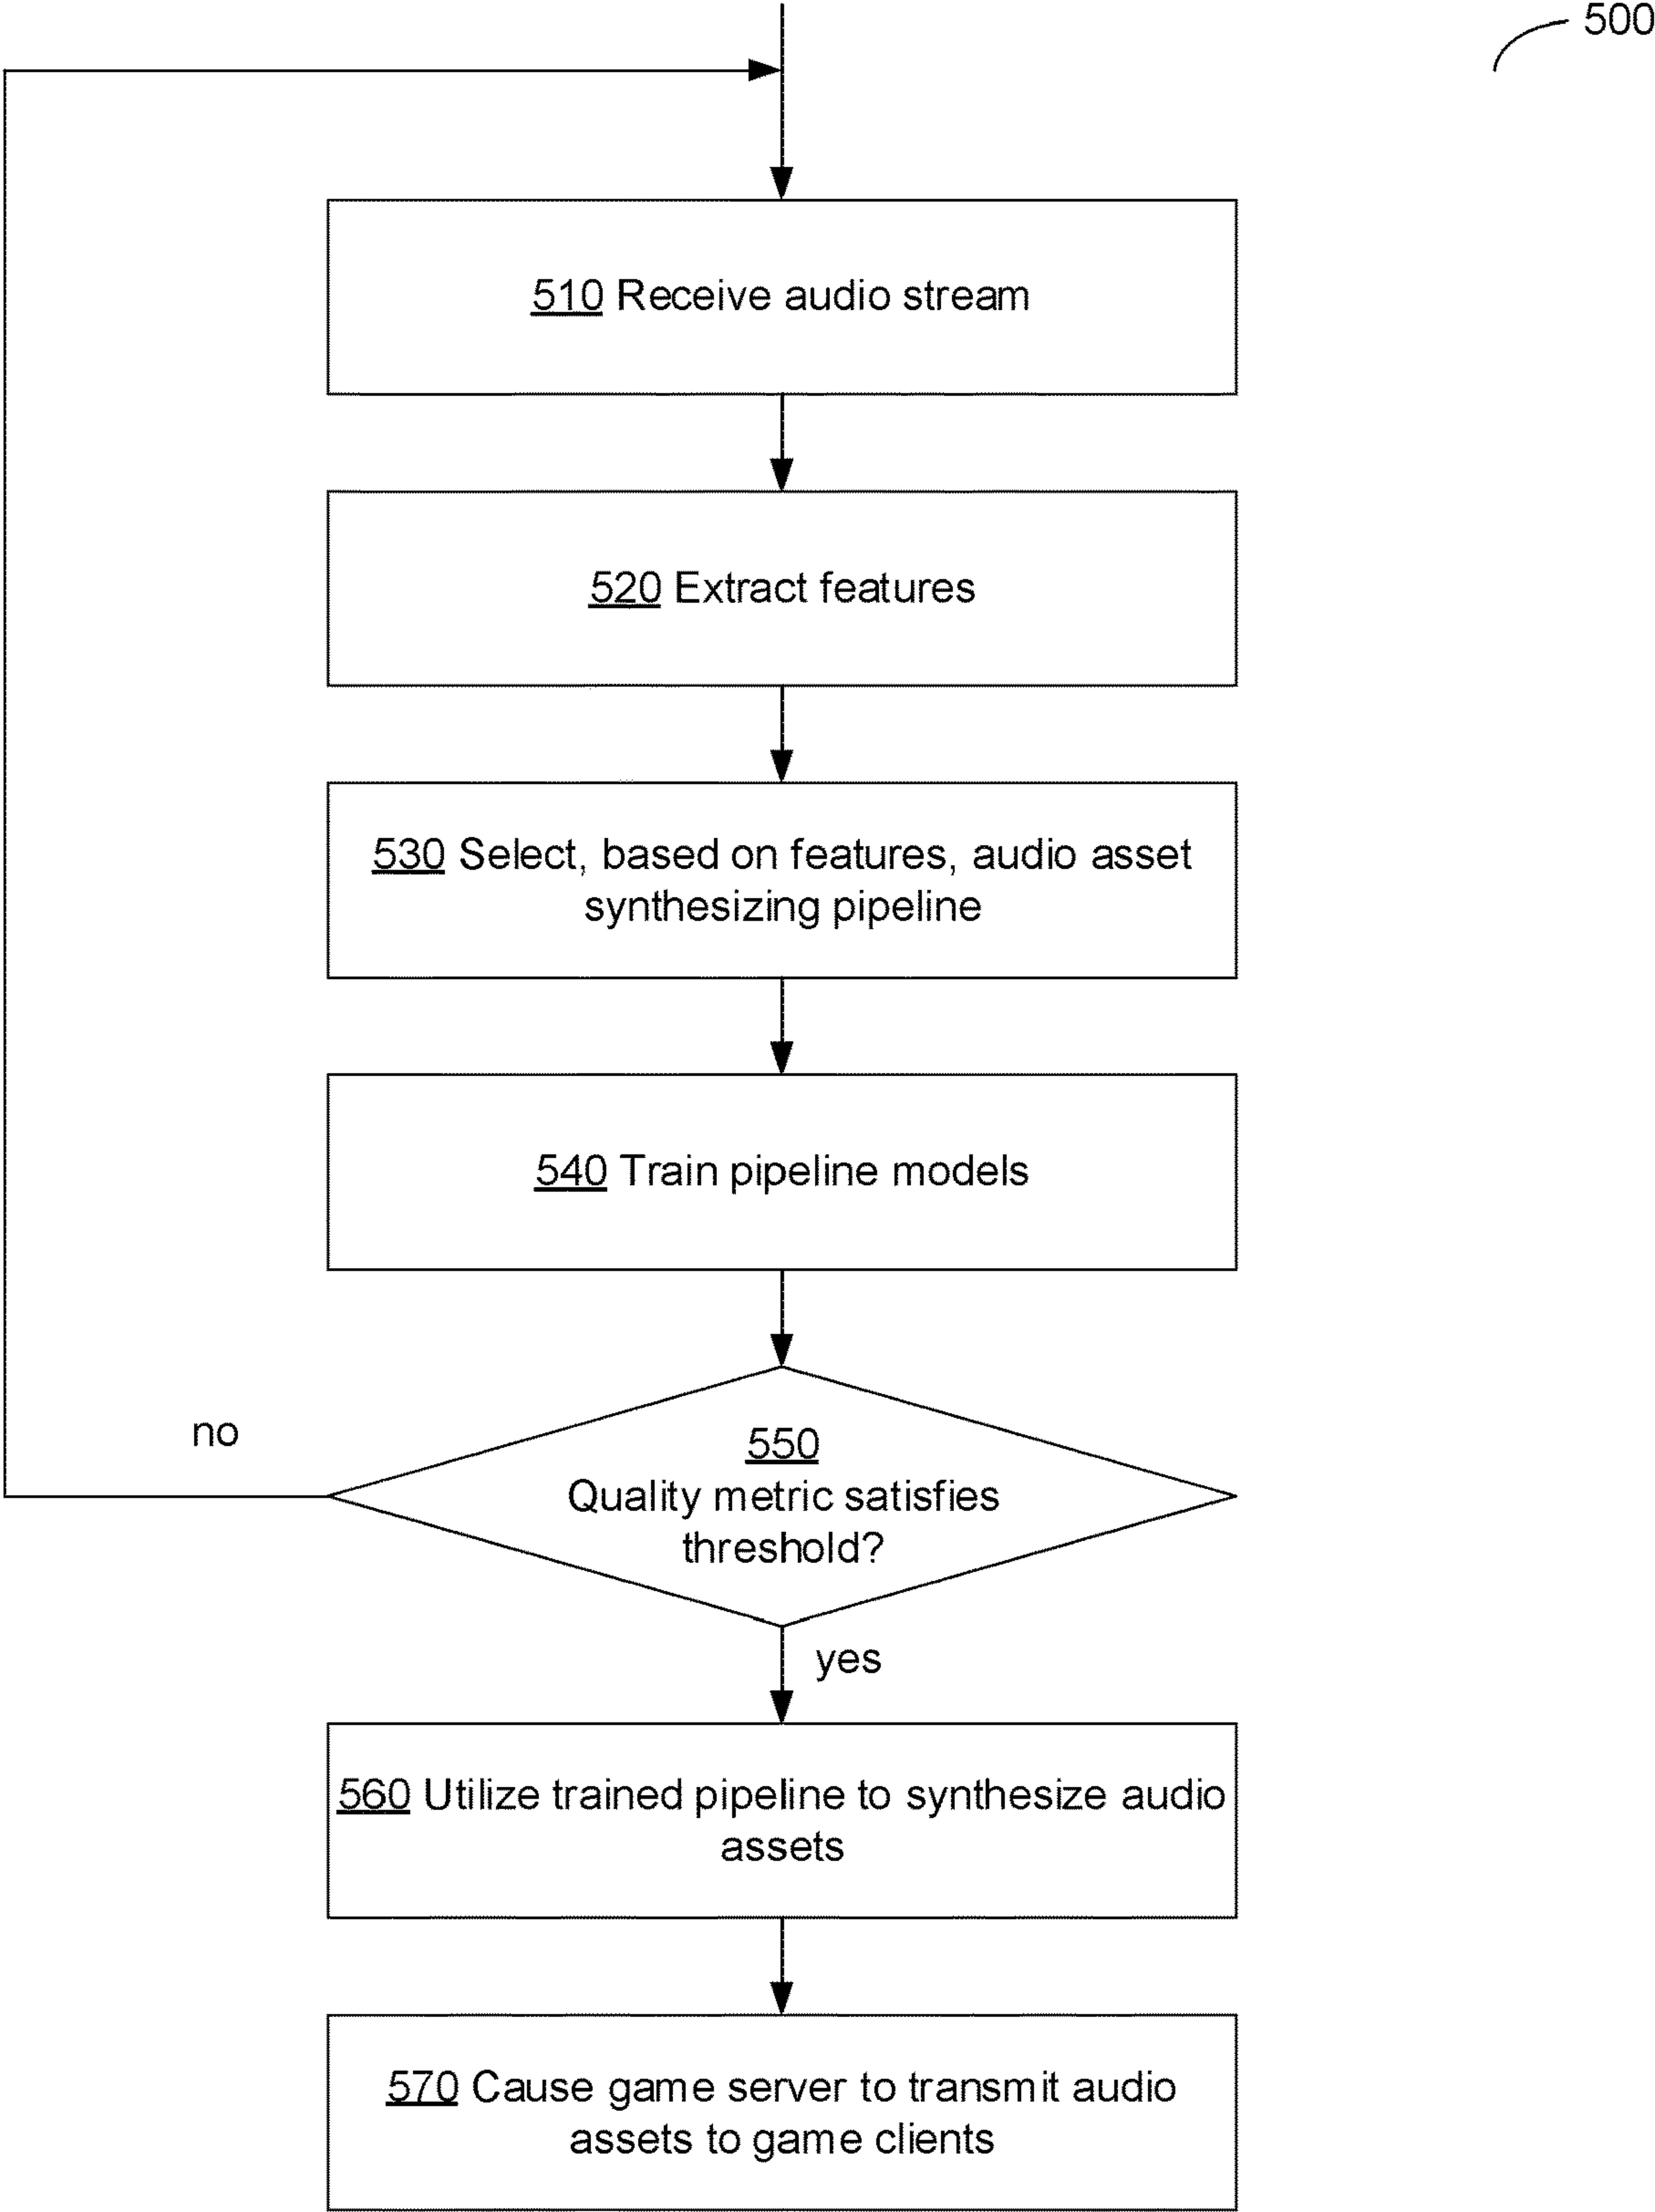 500
510 Receive audio stream
520 Extract features
530 Select, based on features, audio asset
synthesizing pipeline
540 Train pipeline models
no
550
Quality metric satisfies
threshold?
yes
560 Utilize trained pipeline to synthesize audio
assets
570 Cause game server to transmit audio
assets to game clients